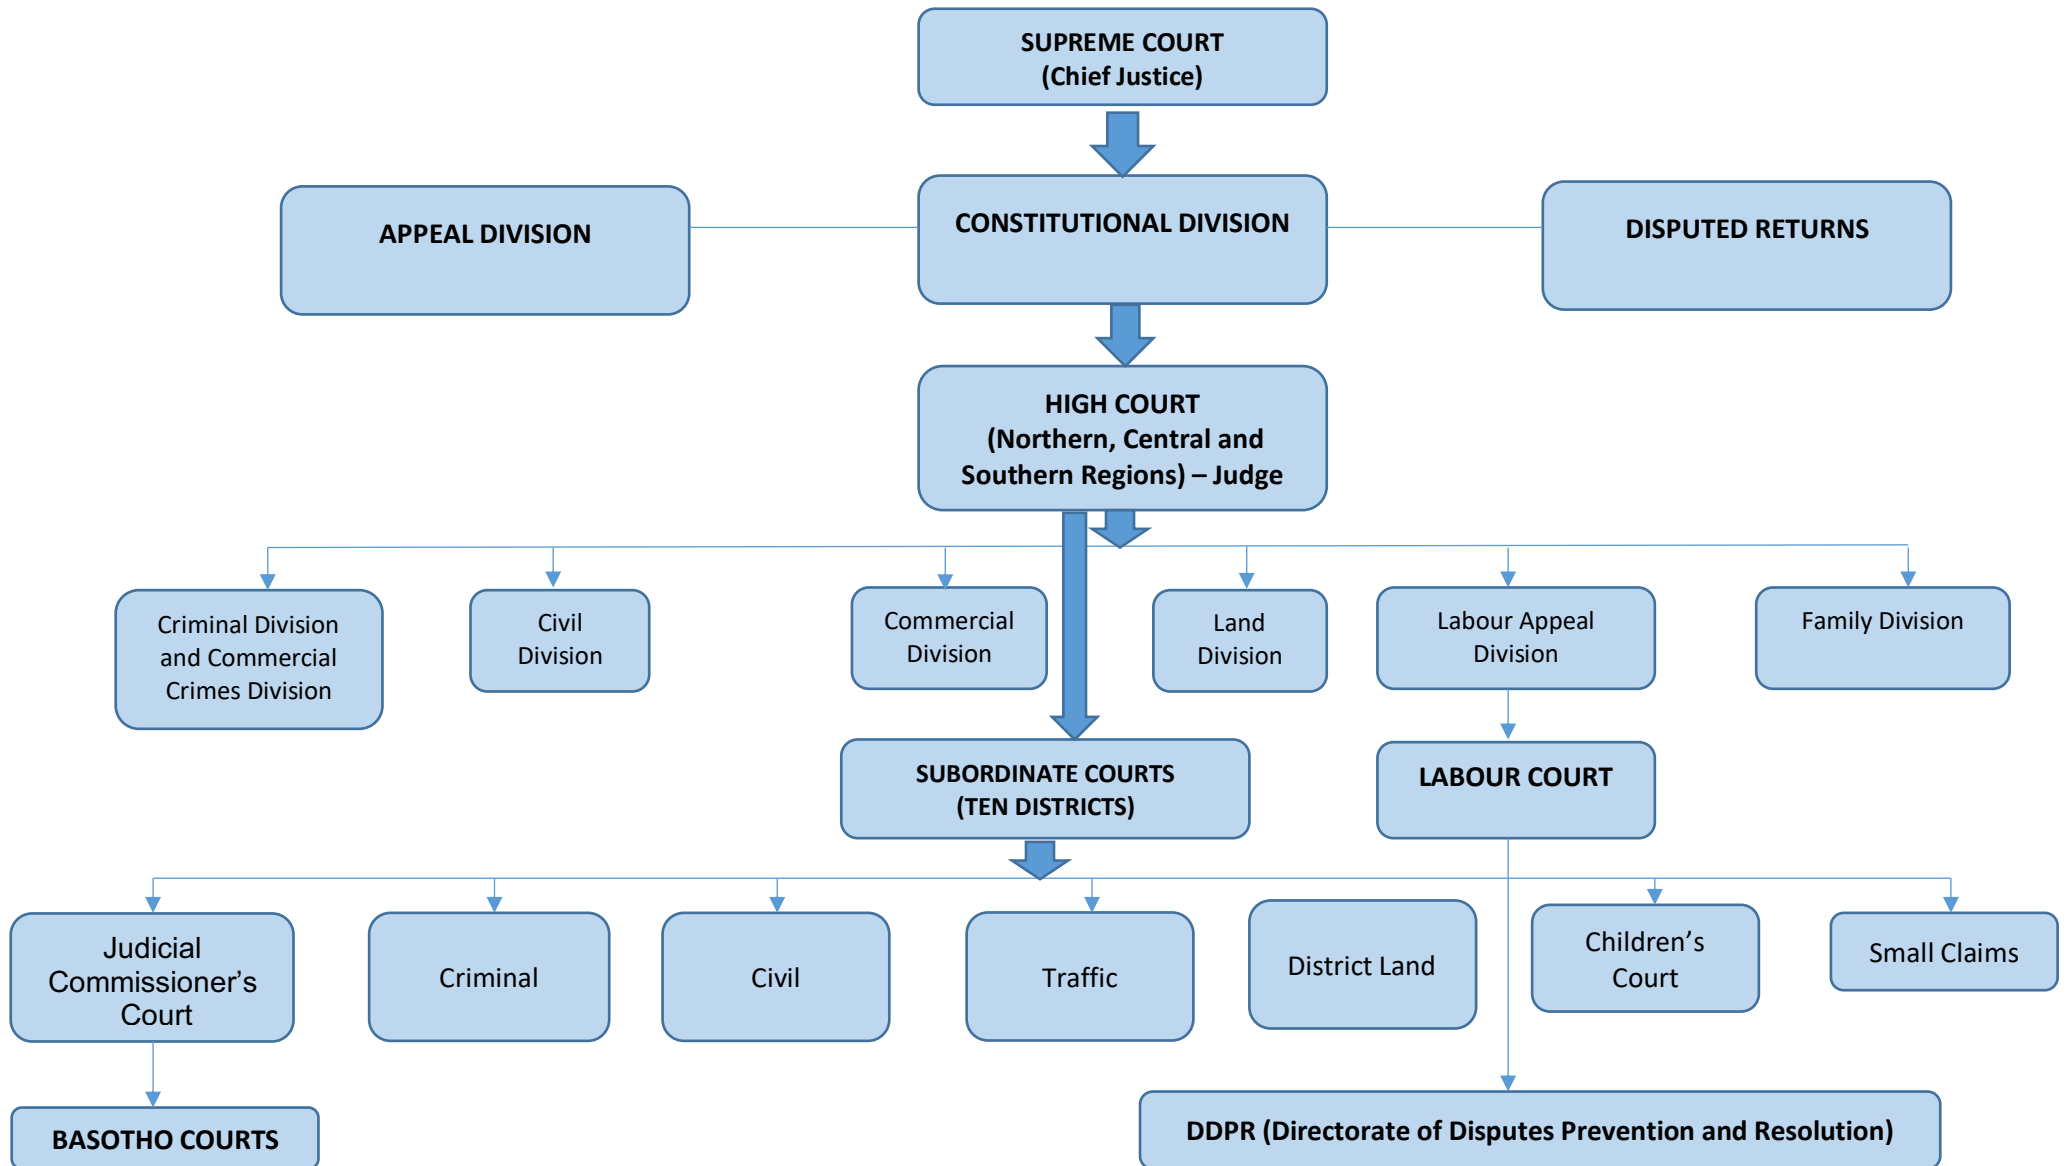 SUPREME COURT
(Chief Justice)
APPEAL DIVISION
CONSTITUTIONAL DIVISION
DISPUTED RETURNS
HIGH COURT
(Northern, Central and
Southern Regions) – Judge
Criminal Division
and Commercial
Crimes Division
Civil
Division
Commercial
Division
Land
Division
Labour Appeal
Division
Family Division
SUBORDINATE COURTS
(TEN DISTRICTS)
LABOUR COURT
Judicial
Commissioner’s
Court
Criminal
Civil
Traffic
District Land
Children’s
Court
Small Claims
BASOTHO COURTS
DDPR (Directorate of Disputes Prevention and Resolution)